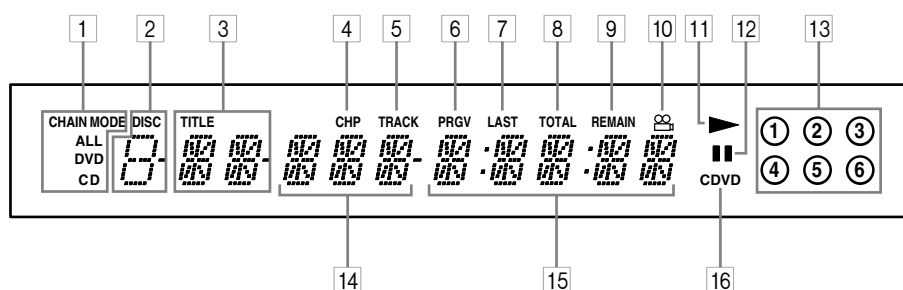 1 2 3 4 5 6 7 8 9 10 11 12 13
CHAIN MODE DISC TITLE CHP TRACK PRGV LAST TOTAL REMAIN
ALL
DVD
CD
1 2 3
4 5 6
CDVD
14 15 16